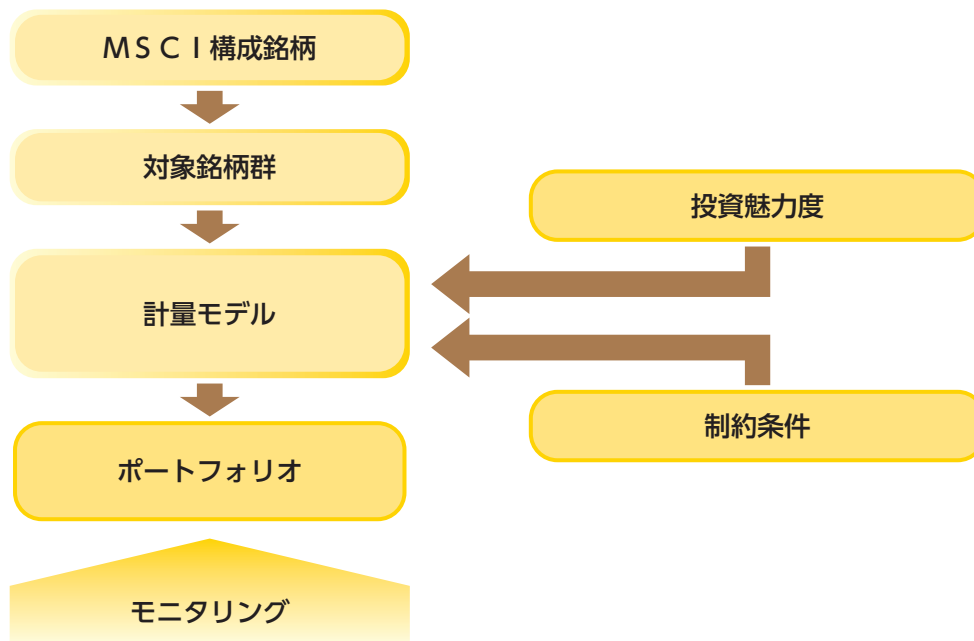 ＭＳＣＩ構成銘柄
対象銘柄群
投資魅力度
計量モデル
制約条件
ポートフォリオ
モニタリング